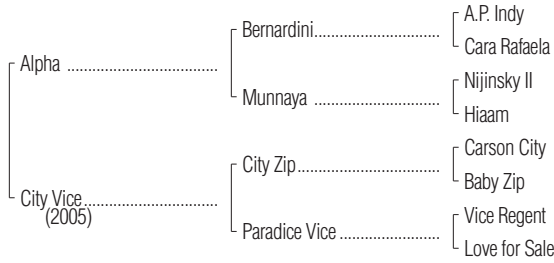 A.P. Indy
Bernardini..............................
Cara Rafaela
Alpha ....................................
Nijinsky II
Munnaya ..............................
Hiaam
Carson City
City Zip..................................
Baby Zip
City Vice................................
(2005)
Vice Regent
Paradice Vice ........................
Love for Sale